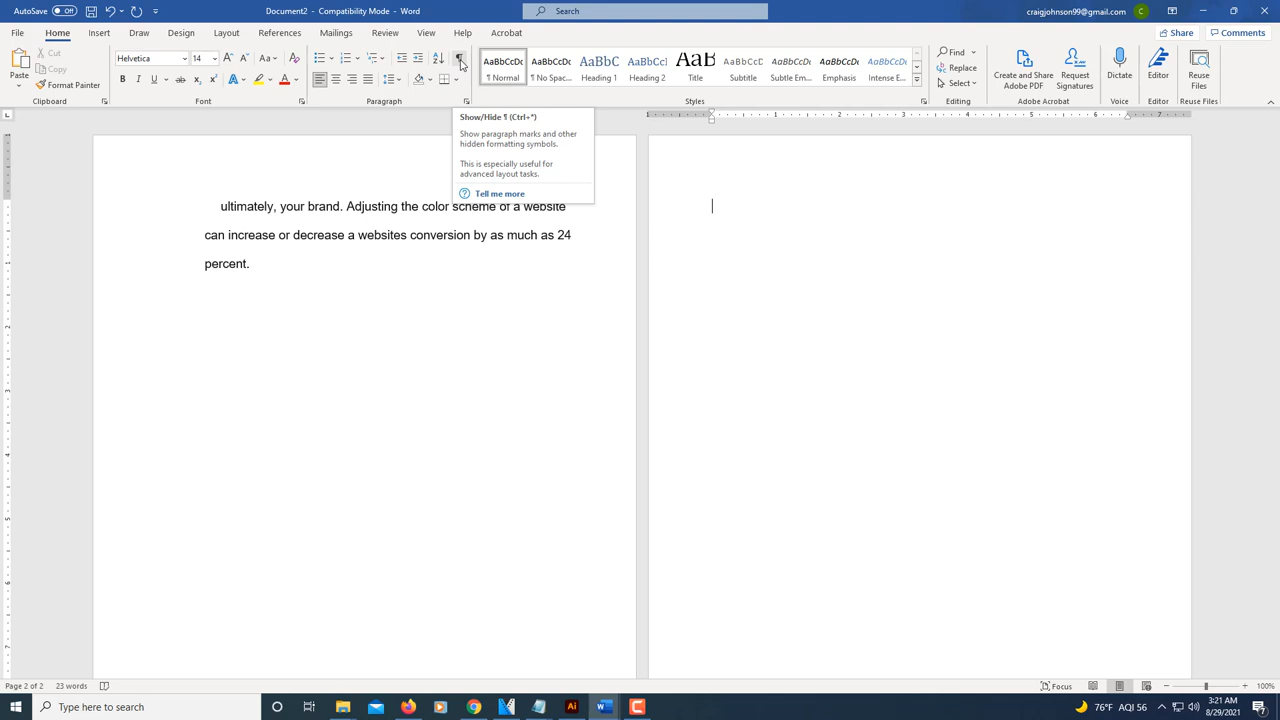 AutoSave Off Document2 - Compatibility Mode Search craigjohnson99@gmail.com
File Home Insert Draw Design Layout References Mailings Review View Help Acrobat Share Comments
Paste
Cut
Copy
Format Painter
Clipboard
Helvetica 14
Font
Paragraph
AaBbCcDc AaBbCcDc AaBbC AaBbCcI AaB AaBbCcD AaBbCcDt AaBbCcDt AaBbCcDt
¶ Normal ¶ No Spac... Heading 1 Heading 2 Title Subtitle Subtle Em... Emphasis Intense E...
Styles
Find
Replace
Select
Editing
Create and Share
Adobe PDF
Request
Signatures
Adobe Acrobat
Dictate
Voice
Editor
Editor
Reuse
Files
Reuse Files
Show/Hide ¶ (Ctrl+*)
Show paragraph marks and other
hidden formatting symbols.
This is especially useful for
advanced layout tasks.
Tell me more
ultimately, your brand. Adjusting the color scheme of a website
can increase or decrease a websites conversion by as much as 24
percent.
Page 2 of 2 23 words Focus 100%
Type here to search 76°F AQI 56 3:21 AM
8/29/2021